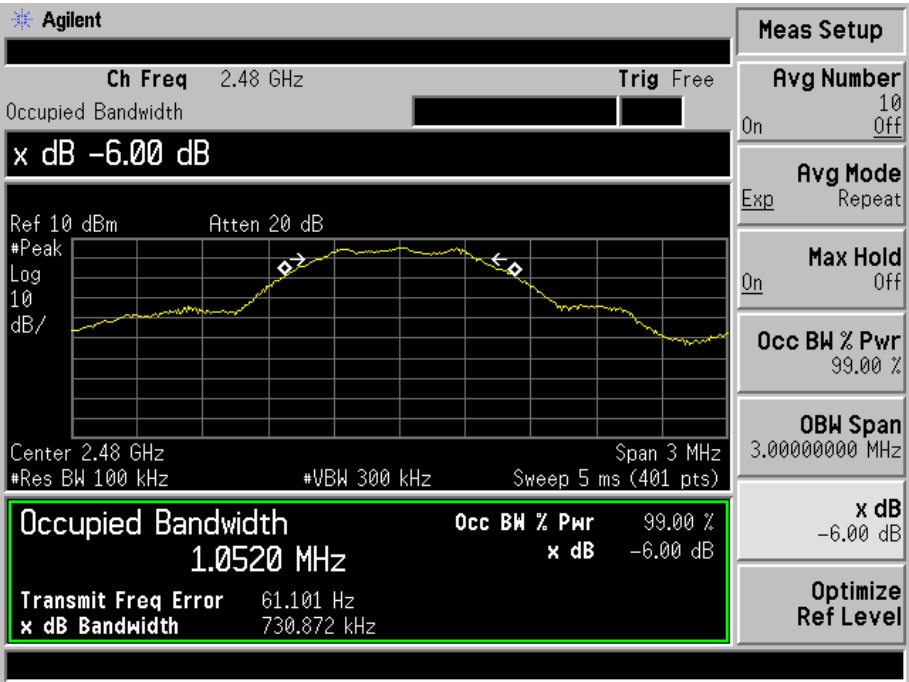 Agilent
Ch Freq 2.48 GHz Trig Free
Occupied Bandwidth
x dB -6.00 dB
Ref 10 dBm Atten 20 dB
#Peak
Log
10
dB/
Center 2.48 GHz Span 3 MHz
#Res BW 100 kHz #VBW 300 kHz Sweep 5 ms (401 pts)
Occupied Bandwidth Occ BW % Pwr 99.00 %
1.0520 MHz x dB -6.00 dB
Transmit Freq Error 61.101 Hz
x dB Bandwidth 730.872 kHz
Meas Setup
Avg Number
10
On Off
Avg Mode
Exp Repeat
Max Hold
On Off
Occ BW % Pwr
99.00 %
OBW Span
3.00000000 MHz
x dB
-6.00 dB
Optimize
Ref Level